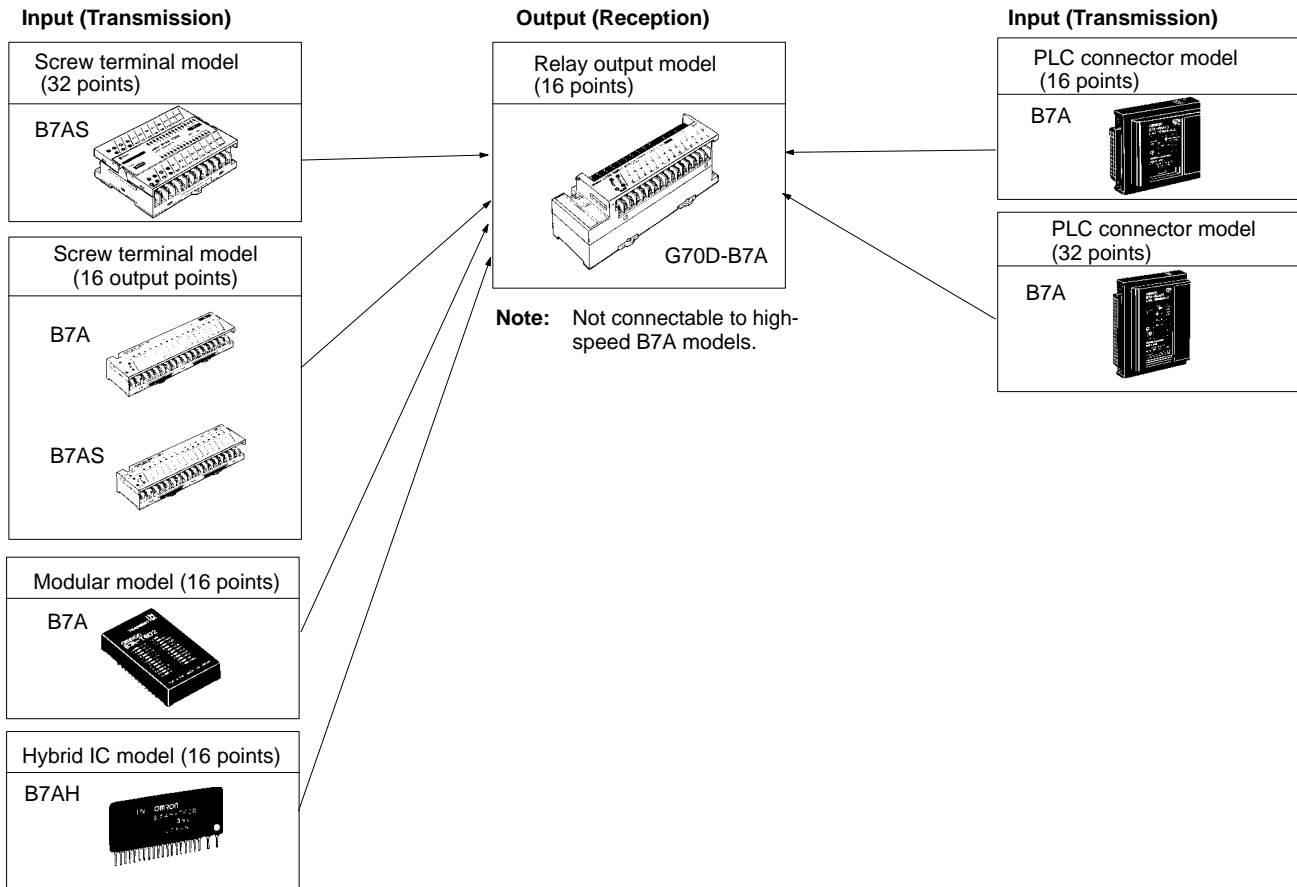 Input (Transmission)
Screw terminal model
(32 points)
B7AS
Screw terminal model
(16 output points)
B7A
B7AS
Modular model (16 points)
B7A
Hybrid IC model (16 points)
B7AH
IN OMRON
Output (Reception)
Relay output model
(16 points)
G70D-B7A
Note: Not connectable to high-
speed B7A models.
Input (Transmission)
PLC connector model
(16 points)
B7A
PLC connector model
(32 points)
B7A